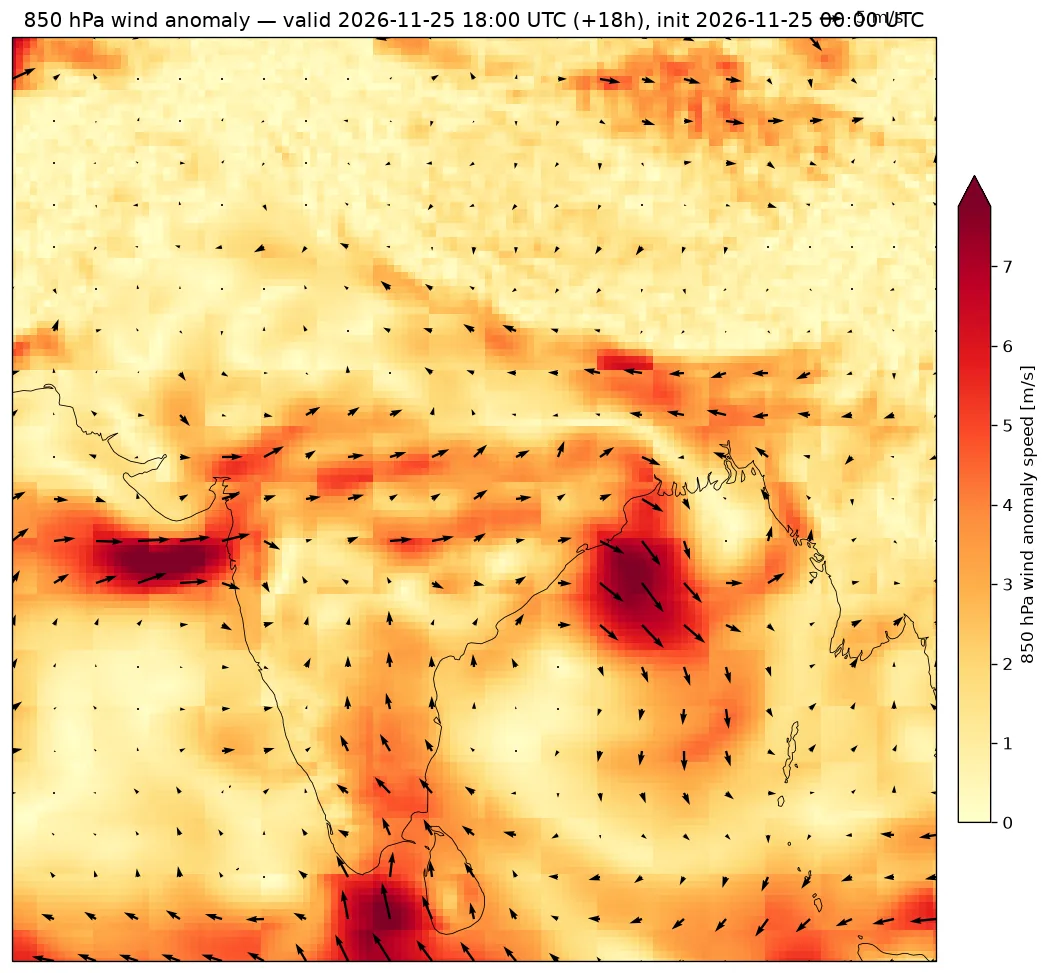 850 hPa wind anomaly — valid 2026-11-25 18:00 UTC (+18h), init 2026-11-25 00:00 UTC
5 m/s
7
6
5
4
3
2
1
0
850 hPa wind anomaly speed [m/s]